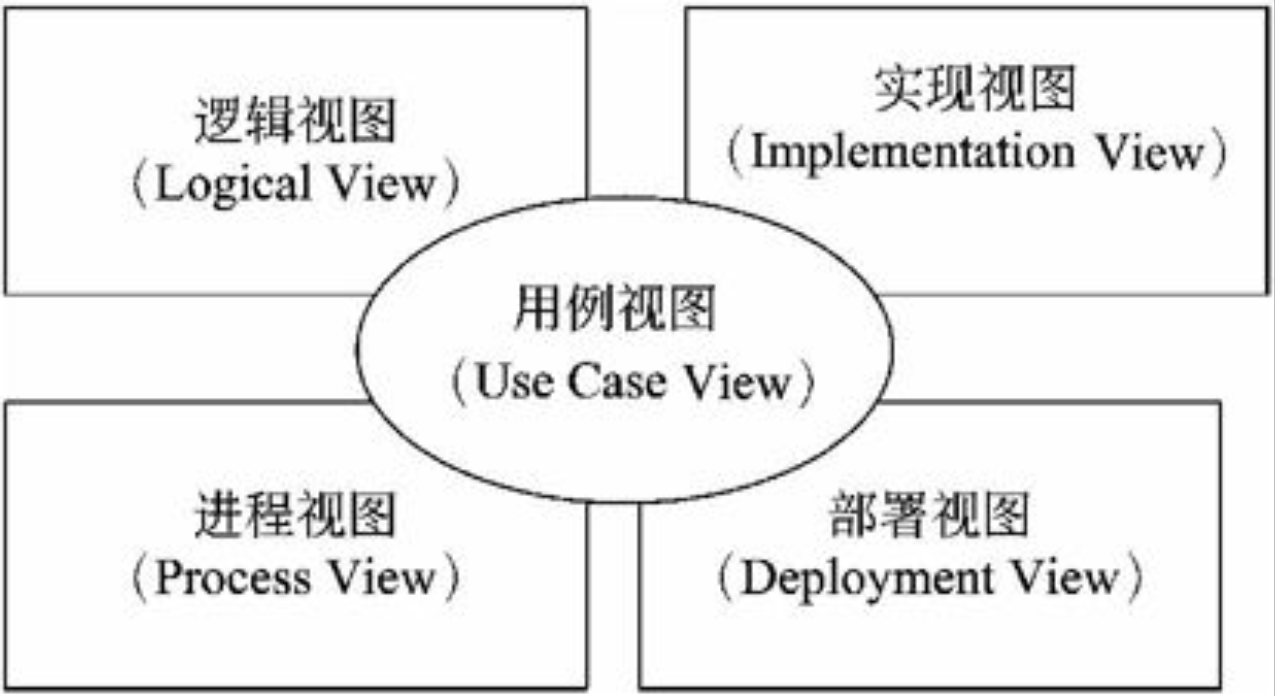 逻辑视图
（Logical View）
实现视图
（Implementation View）
用例视图
（Use Case View）
进程视图
（Process View）
部署视图
（Deployment View）